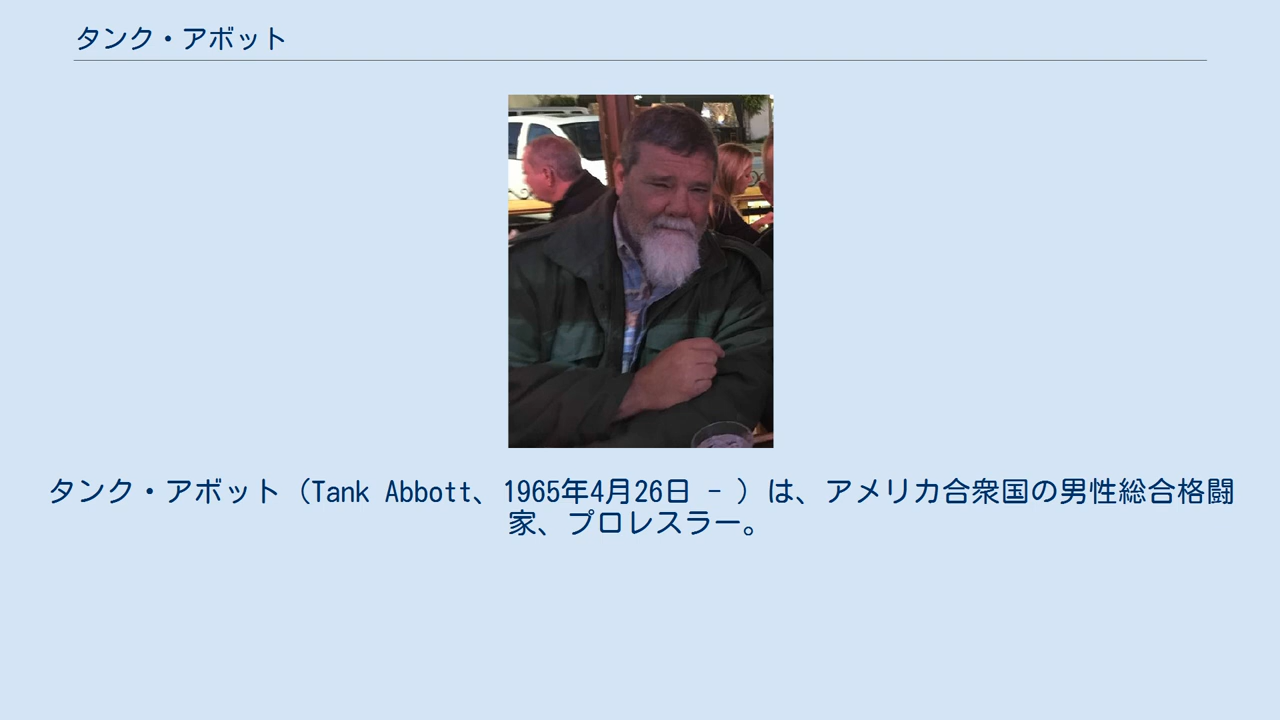 タンク・アボット
タンク・アボット（Tank Abbott、1965年4月26日 - ）は、アメリカ合衆国の男性総合格闘
家、プロレスラー。